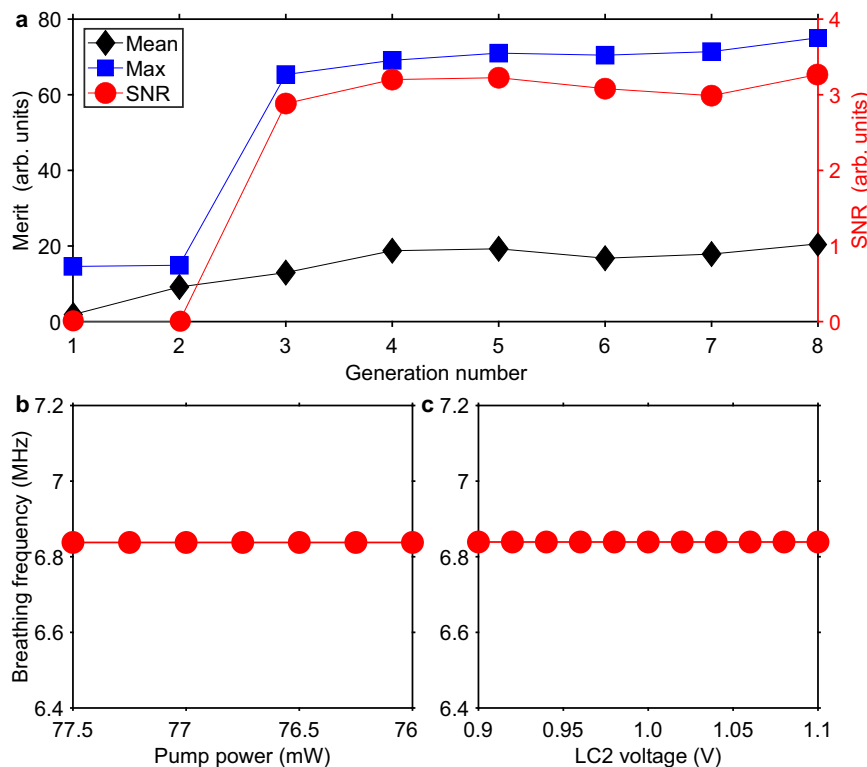 a
80
60
40
20
0
Merit (arb. units)
Mean
Max
SNR
4
3
2
1
0
SNR (arb. units)
1 2 3 4 5 6 7 8
Generation number
b
7.2
7
6.8
6.6
6.4
Breathing frequency (MHz)
77.5 77 76.5 76
Pump power (mW)
c
7.2
7
6.8
6.6
6.4
0.9 0.95 1.0 1.05 1.1
LC2 voltage (V)